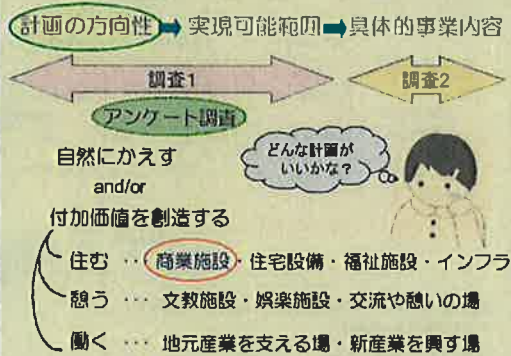 計画の方向性➡実現可能範囲➡具体的事業内容
調査1 調査2
アンケート調査
どんな計画が
いいかな？
自然にかえす
and/or
付加価値を創造する
住む … 商業施設・住宅設備・福祉施設・インフラ
憩う … 文教施設・娯楽施設・交流や憩いの場
働く … 地元産業を支える場・新産業を興す場